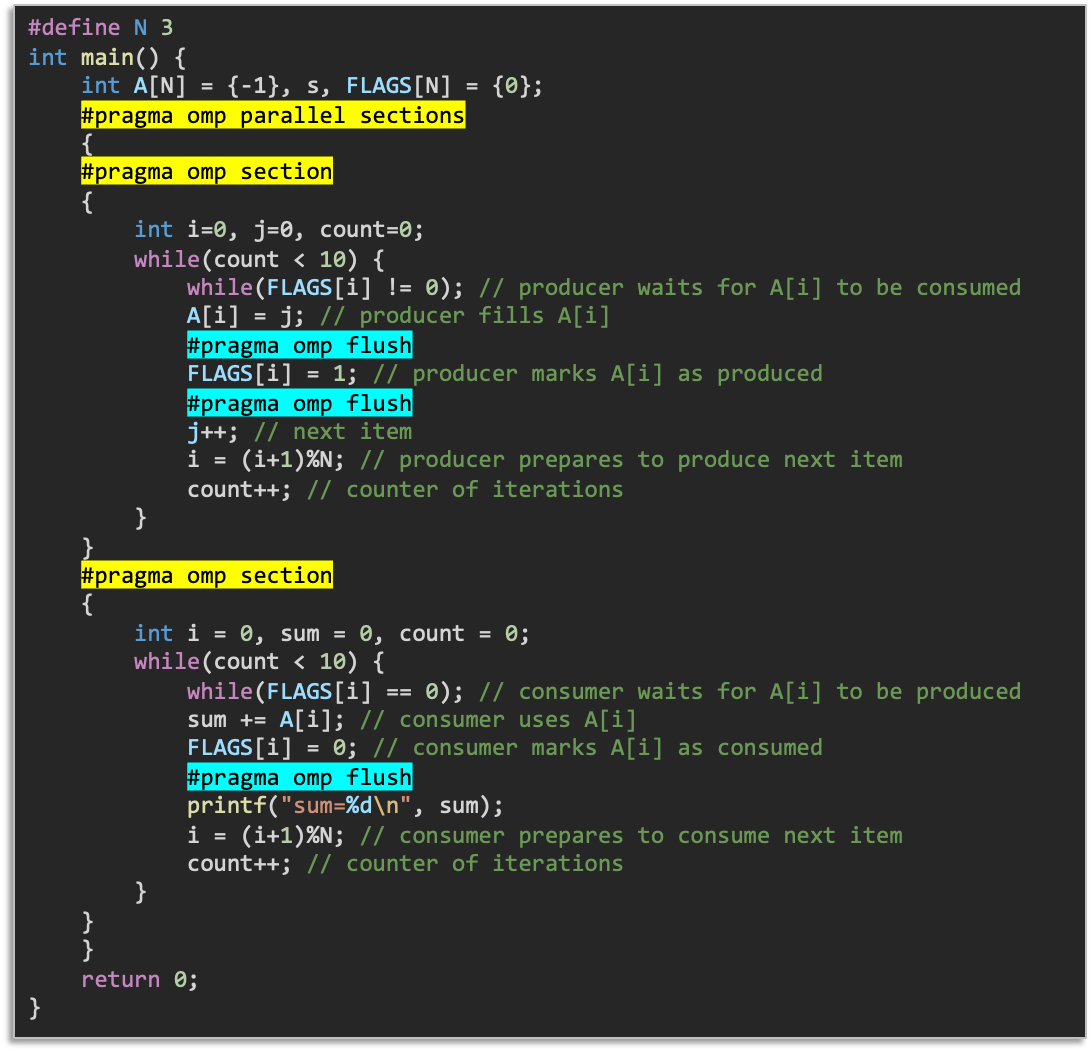 #define N 3
int main() {
    int A[N] = {-1}, s, FLAGS[N] = {0};
    #pragma omp parallel sections
    {
    #pragma omp section
    {
        int i=0, j=0, count=0;
        while(count < 10) {
            while(FLAGS[i] != 0); // producer waits for A[i] to be consumed
            A[i] = j; // producer fills A[i]
            #pragma omp flush
            FLAGS[i] = 1; // producer marks A[i] as produced
            #pragma omp flush
            j++; // next item
            i = (i+1)%N; // producer prepares to produce next item
            count++; // counter of iterations
        }
    }
    #pragma omp section
    {
        int i = 0, sum = 0, count = 0;
        while(count < 10) {
            while(FLAGS[i] == 0); // consumer waits for A[i] to be produced
            sum += A[i]; // consumer uses A[i]
            FLAGS[i] = 0; // consumer marks A[i] as consumed
            #pragma omp flush
            printf("sum=%d\n", sum);
            i = (i+1)%N; // consumer prepares to consume next item
            count++; // counter of iterations
        }
    }
    }
    return 0;
}